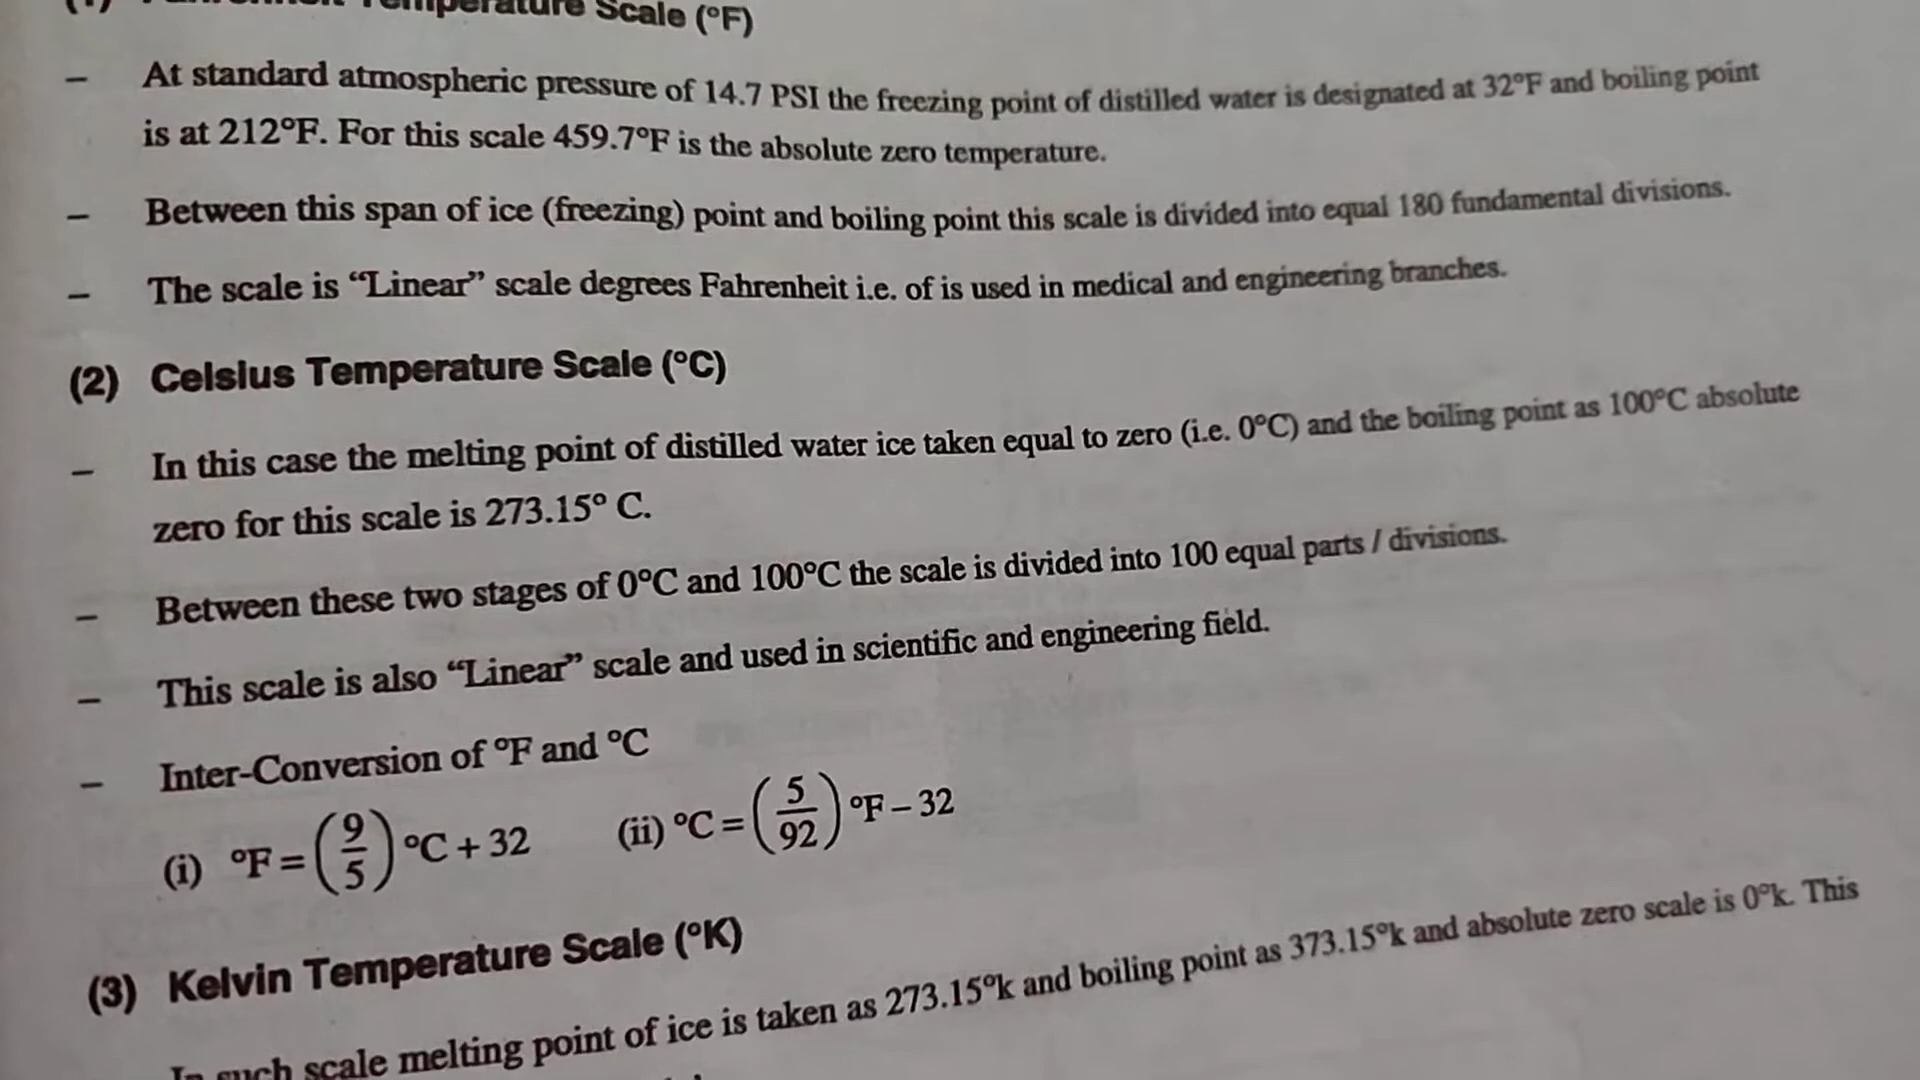 (1) Fahrenheit Temperature Scale (°F)
– At standard atmospheric pressure of 14.7 PSI the freezing point of distilled water is designated at 32°F and boiling point
is at 212°F. For this scale 459.7°F is the absolute zero temperature.
– Between this span of ice (freezing) point and boiling point this scale is divided into equal 180 fundamental divisions.
– The scale is “Linear” scale degrees Fahrenheit i.e. of is used in medical and engineering branches.
(2) Celsius Temperature Scale (°C)
– In this case the melting point of distilled water ice taken equal to zero (i.e. 0°C) and the boiling point as 100°C absolute
zero for this scale is 273.15° C.
– Between these two stages of 0°C and 100°C the scale is divided into 100 equal parts / divisions.
– This scale is also “Linear” scale and used in scientific and engineering field.
– Inter-Conversion of °F and °C
(i) °F = (9/5) °C + 32 (ii) °C = (5/92) °F – 32
(3) Kelvin Temperature Scale (°K)
In such scale melting point of ice is taken as 273.15°k and boiling point as 373.15°k and absolute zero scale is 0°k. This